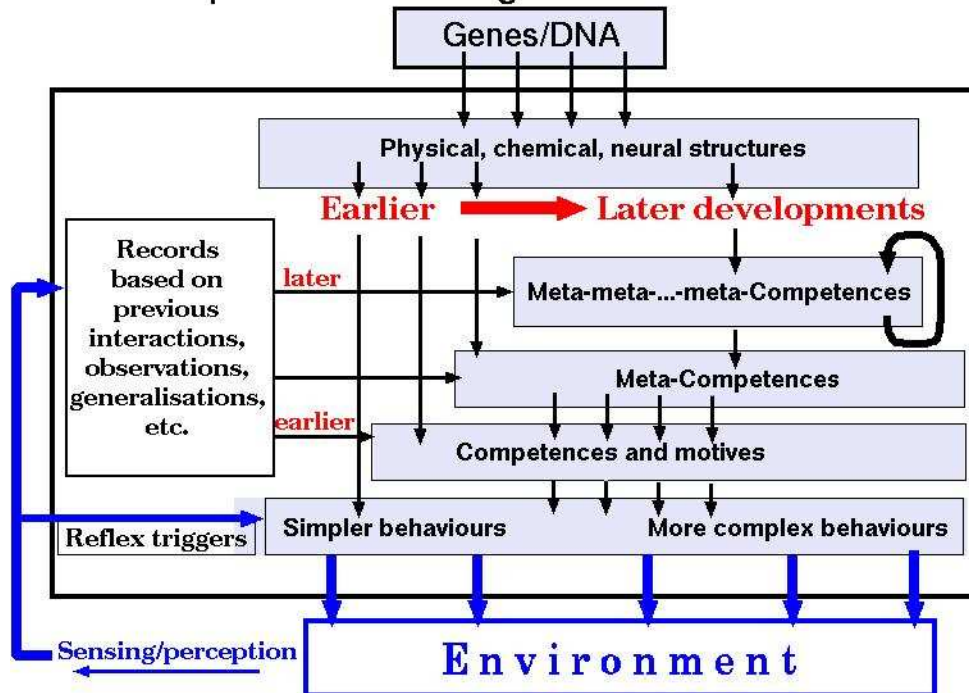 Genes/DNA
Physical, chemical, neural structures
Earlier
Later developments
Records
based on
previous
interactions,
observations,
generalisations,
etc.
later
Meta-meta-...-meta-Competences
Meta-Competences
earlier
Competences and motives
Reflex triggers
Simpler behaviours
More complex behaviours
Sensing/perception
Environment